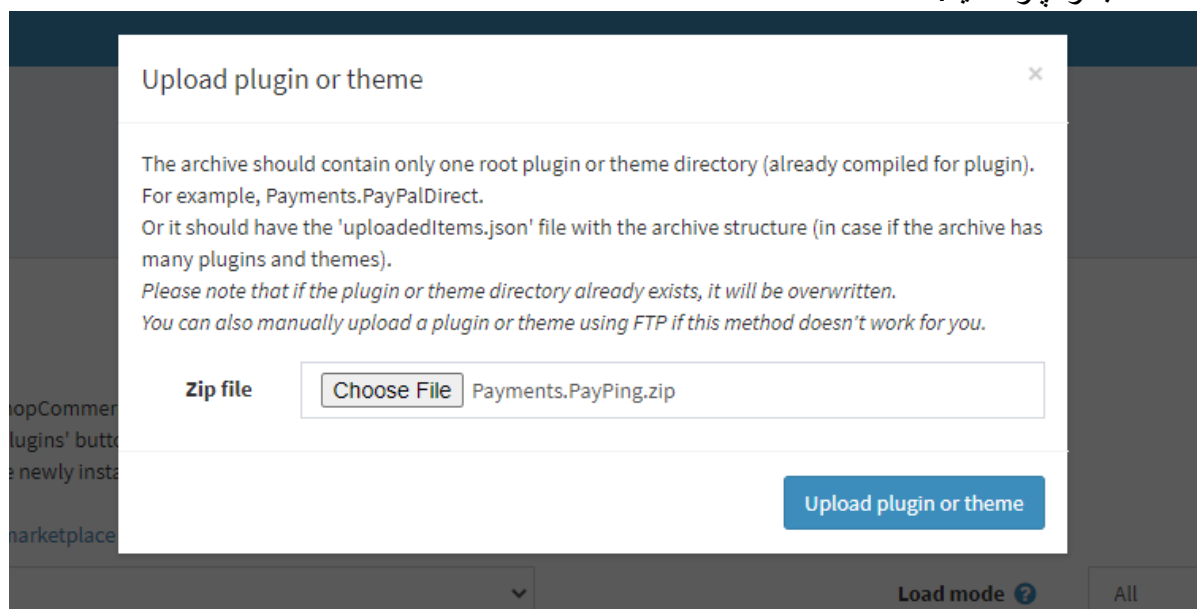 Upload plugin or theme
×
The archive should contain only one root plugin or theme directory (already compiled for plugin).
For example, Payments.PayPalDirect.
Or it should have the 'uploadedItems.json' file with the archive structure (in case if the archive has
many plugins and themes).
Please note that if the plugin or theme directory already exists, it will be overwritten.
You can also manually upload a plugin or theme using FTP if this method doesn't work for you.
Zip file Choose File Payments.PayPing.zip
opCommer
lugins' butto
newly insta
Upload plugin or theme
marketplace
Load mode ? All